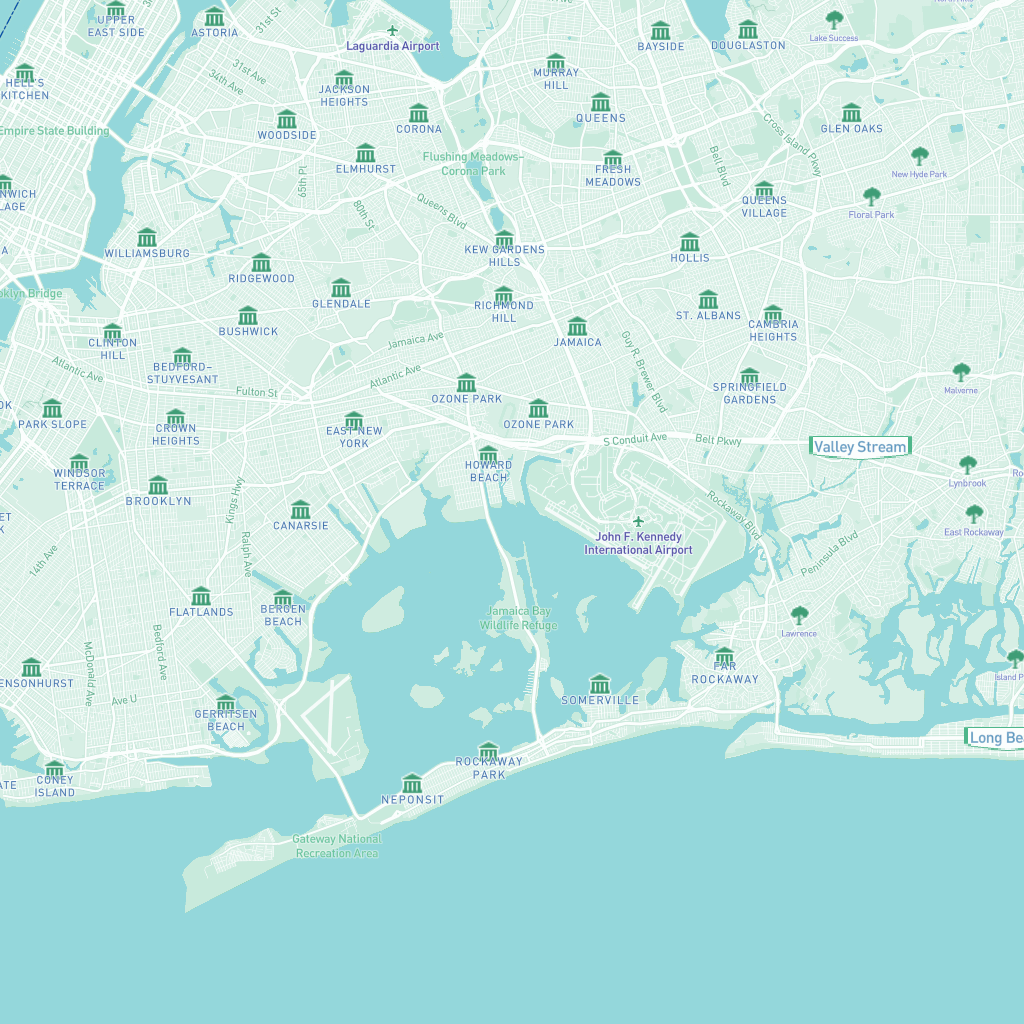 UPPER
EAST SIDE
ASTORIA
31st St
Laguardia Airport
BAYSIDE
DOUGLASTON
Lake Success
HELL'S
KITCHEN
31st Ave
34th Ave
JACKSON
HEIGHTS
MURRAY
HILL
Empire State Building
WOODSIDE
CORONA
QUEENS
Cross Island Pkwy
GLEN OAKS
ELMHURST
Flushing Meadows-
Corona Park
FRESH
MEADOWS
Bell Blvd
New Hyde Park
65th Pl
80th St
Queens Blvd
QUEENS
VILLAGE
Floral Park
WILLIAMSBURG
KEW GARDENS
HILLS
HOLLIS
RIDGEWOOD
GLENDALE
RICHMOND
HILL
ST. ALBANS
CAMBRIA
HEIGHTS
BUSHWICK
CLINTON
HILL
Jamaica Ave
JAMAICA
Guy R. Brewer Blvd
Atlantic Ave
BEDFORD-
STUYVESANT
Atlantic Ave
Fulton St
OZONE PARK
SPRINGFIELD
GARDENS
Malverne
PARK SLOPE
CROWN
HEIGHTS
EAST NEW
YORK
OZONE PARK
S Conduit Ave
Belt Pkwy
Valley Stream
WINDSOR
TERRACE
HOWARD
BEACH
Lynbrook
BROOKLYN
Kings Hwy
CANARSIE
Rockaway Blvd
East Rockaway
John F. Kennedy
International Airport
14th Ave
Ralph Ave
Peninsula Blvd
FLATLANDS
BERGEN
BEACH
Jamaica Bay
Wildlife Refuge
Lawrence
McDonald Ave
Bedford Ave
ENSONHURST
FAR
ROCKAWAY
Island P
Ave U
GERRITSEN
BEACH
SOMERVILLE
Long Bea
CONEY
ISLAND
ROCKAWAY
PARK
NEPONSIT
Gateway National
Recreation Area